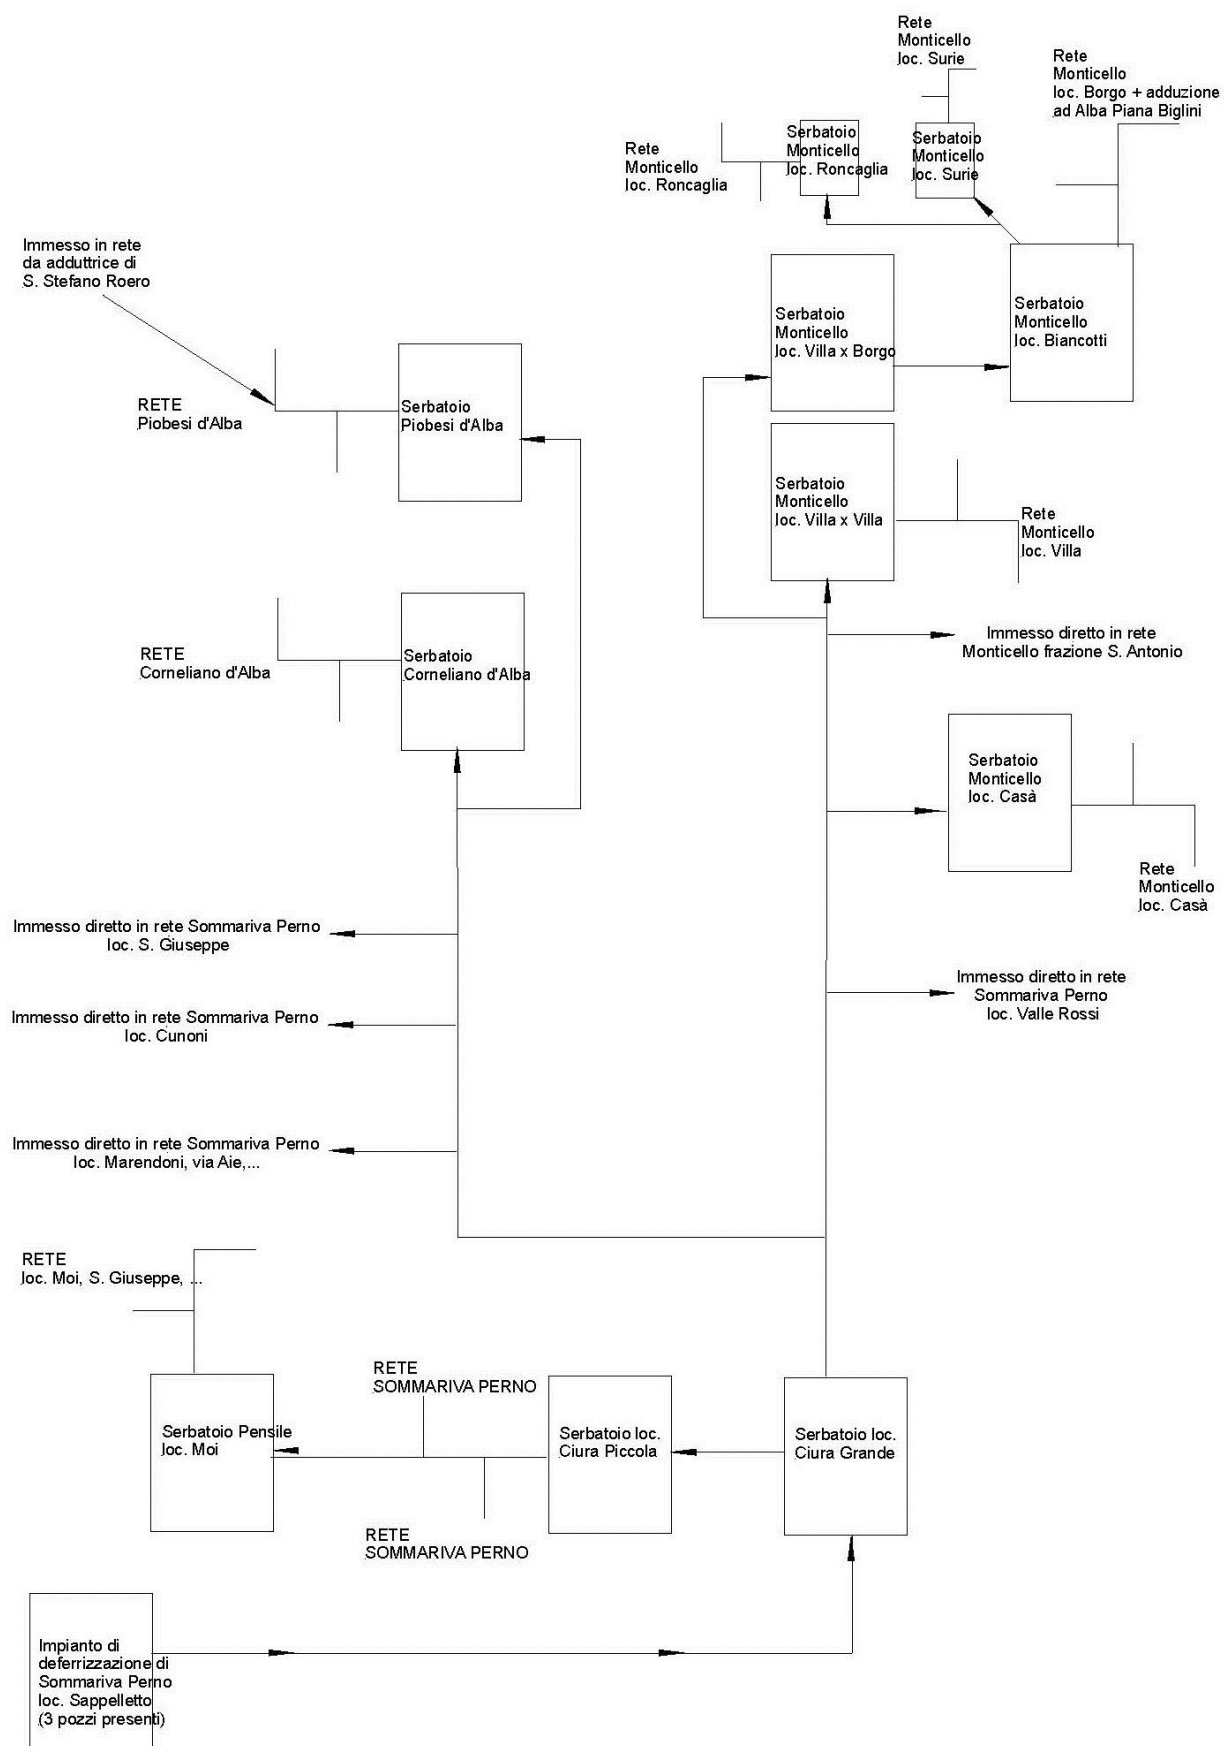 Rete
Monticello
loc. Surie
Rete
Monticello
loc. Borgo + adduzione
ad Alba Piana Biglini
Rete
Monticello
loc. Roncaglia
Serbatoio
Monticello
loc. Roncaglia
Serbatoio
Monticello
loc. Surie
Immesso in rete
da adduttrice di
S. Stefano Roero
Serbatoio
Monticello
loc. Villa x Borgo
Serbatoio
Monticello
loc. Biancotti
RETE
Piobesi d'Alba
Serbatoio
Piobesi d'Alba
Serbatoio
Monticello
loc. Villa x Villa
Rete
Monticello
loc. Villa
RETE
Corneliano d'Alba
Serbatoio
Corneliano d'Alba
Immesso diretto in rete
Monticello frazione S. Antonio
Serbatoio
Monticello
loc. Casà
Rete
Monticello
loc. Casà
Immesso diretto in rete Sommariva Perno
loc. S. Giuseppe
Immesso diretto in rete
Sommariva Perno
loc. Valle Rossi
Immesso diretto in rete Sommariva Perno
loc. Cunoni
Immesso diretto in rete Sommariva Perno
loc. Marendoni, via Aie,...
RETE
loc. Moi, S. Giuseppe, ...
RETE
SOMMARIVA PERNO
Serbatoio Pensile
loc. Moi
Serbatoio loc.
Ciura Piccola
Serbatoio loc.
Ciura Grande
RETE
SOMMARIVA PERNO
Impianto di
deferrizzazione di
Sommariva Perno
loc. Sappelletto
(3 pozzi presenti)